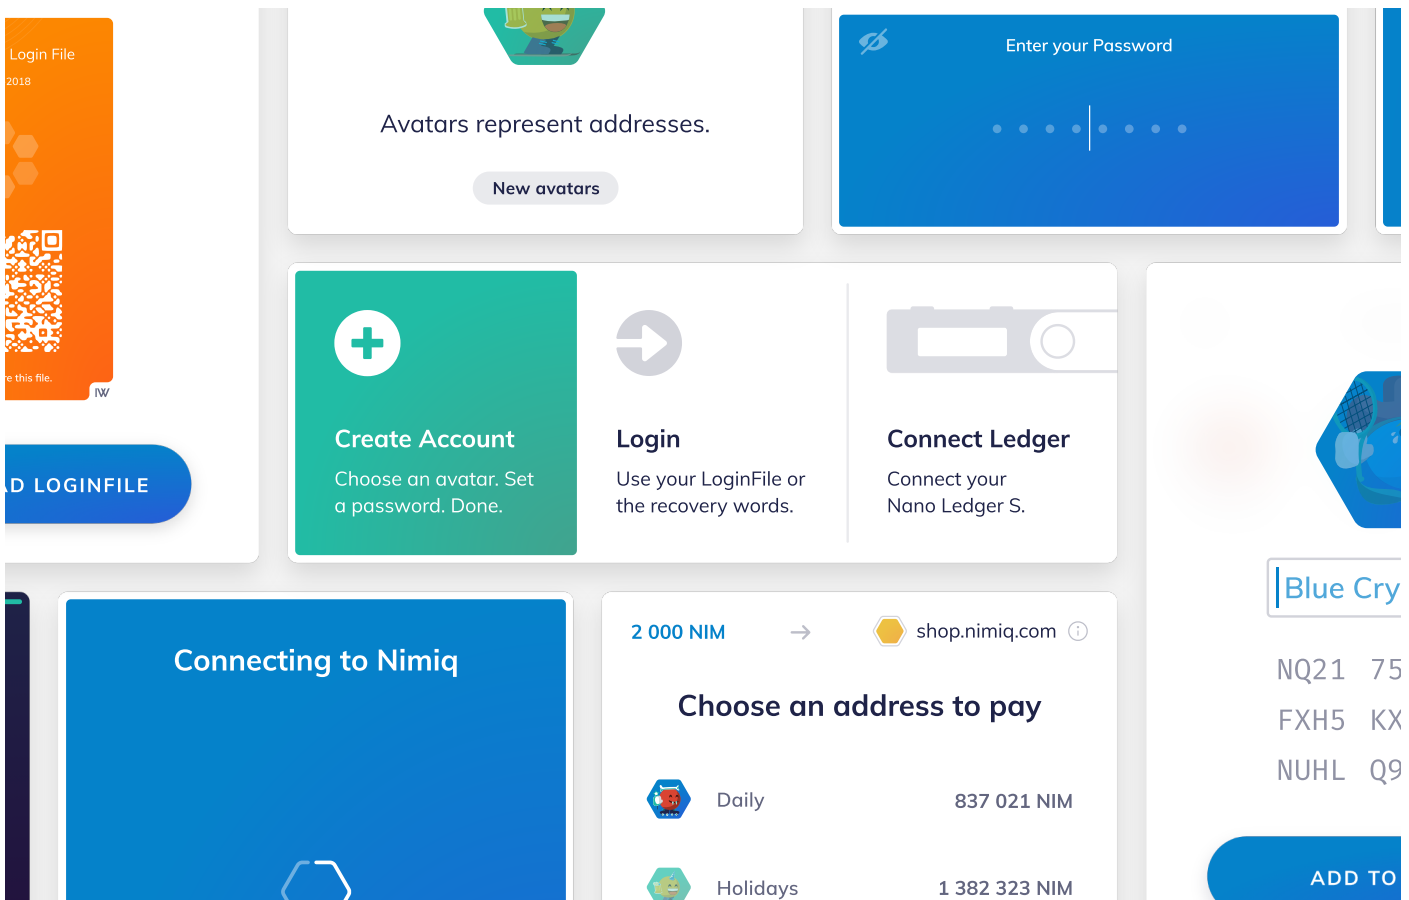 Login File
2018
re this file.
IW
AD LOGINFILE
Avatars represent addresses.
New avatars
Enter your Password
Create Account
Choose an avatar. Set
a password. Done.
Login
Use your LoginFile or
the recovery words.
Connect Ledger
Connect your
Nano Ledger S.
Blue Cry
NQ21 75
FXH5 KX
NUHL Q9
ADD TO
Connecting to Nimiq
2 000 NIM
shop.nimiq.com
Choose an address to pay
Daily 837 021 NIM
Holidays 1 382 323 NIM